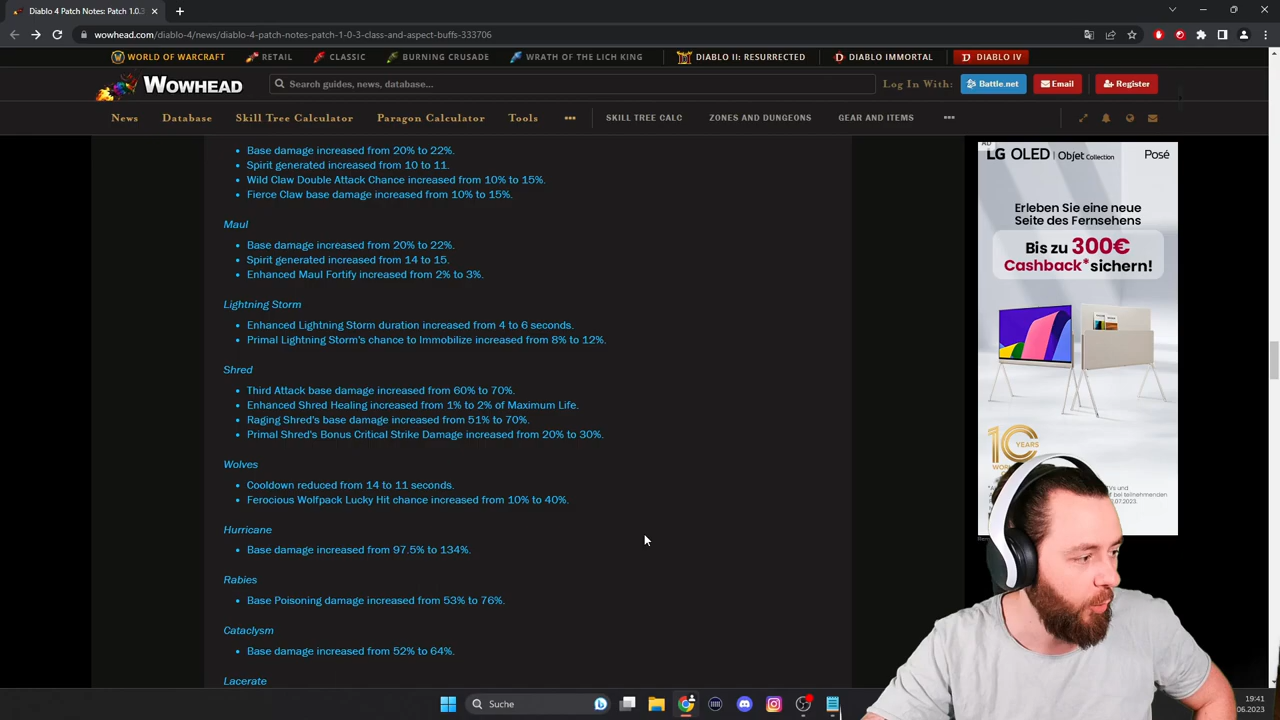 Diablo 4 Patch Notes: Patch 1.0.3
wowhead.com/diablo-4/news/diablo-4-patch-notes-patch-1-0-3-class-and-aspect-buffs-333706
WORLD OF WARCRAFT RETAIL CLASSIC BURNING CRUSADE WRATH OF THE LICH KING DIABLO II: RESURRECTED DIABLO IMMORTAL DIABLO IV
WOWHEAD Search guides, news, database... Log In With: Battle.net Email Register
News Database Skill Tree Calculator Paragon Calculator Tools ••• SKILL TREE CALC ZONES AND DUNGEONS GEAR AND ITEMS •••
• Base damage increased from 20% to 22%.
• Spirit generated increased from 10 to 11.
• Wild Claw Double Attack Chance increased from 10% to 15%.
• Fierce Claw base damage increased from 10% to 15%.
Maul
• Base damage increased from 20% to 22%.
• Spirit generated increased from 14 to 15.
• Enhanced Maul Fortify increased from 2% to 3%.
Lightning Storm
• Enhanced Lightning Storm duration increased from 4 to 6 seconds.
• Primal Lightning Storm's chance to Immobilize increased from 8% to 12%.
Shred
• Third Attack base damage increased from 60% to 70%.
• Enhanced Shred Healing increased from 1% to 2% of Maximum Life.
• Raging Shred's base damage increased from 51% to 70%.
• Primal Shred's Bonus Critical Strike Damage increased from 20% to 30%.
Wolves
• Cooldown reduced from 14 to 11 seconds.
• Ferocious Wolfpack Lucky Hit chance increased from 10% to 40%.
Hurricane
• Base damage increased from 97.5% to 134%.
Rabies
• Base Poisoning damage increased from 53% to 76%.
Cataclysm
• Base damage increased from 52% to 64%.
Lacerate
AD
LG OLED | Objet Collection Posé
Erleben Sie eine neue
Seite des Fernsehens
Bis zu 300€
Cashback* sichern!
10
YEARS
Suche
19:41
06.2023